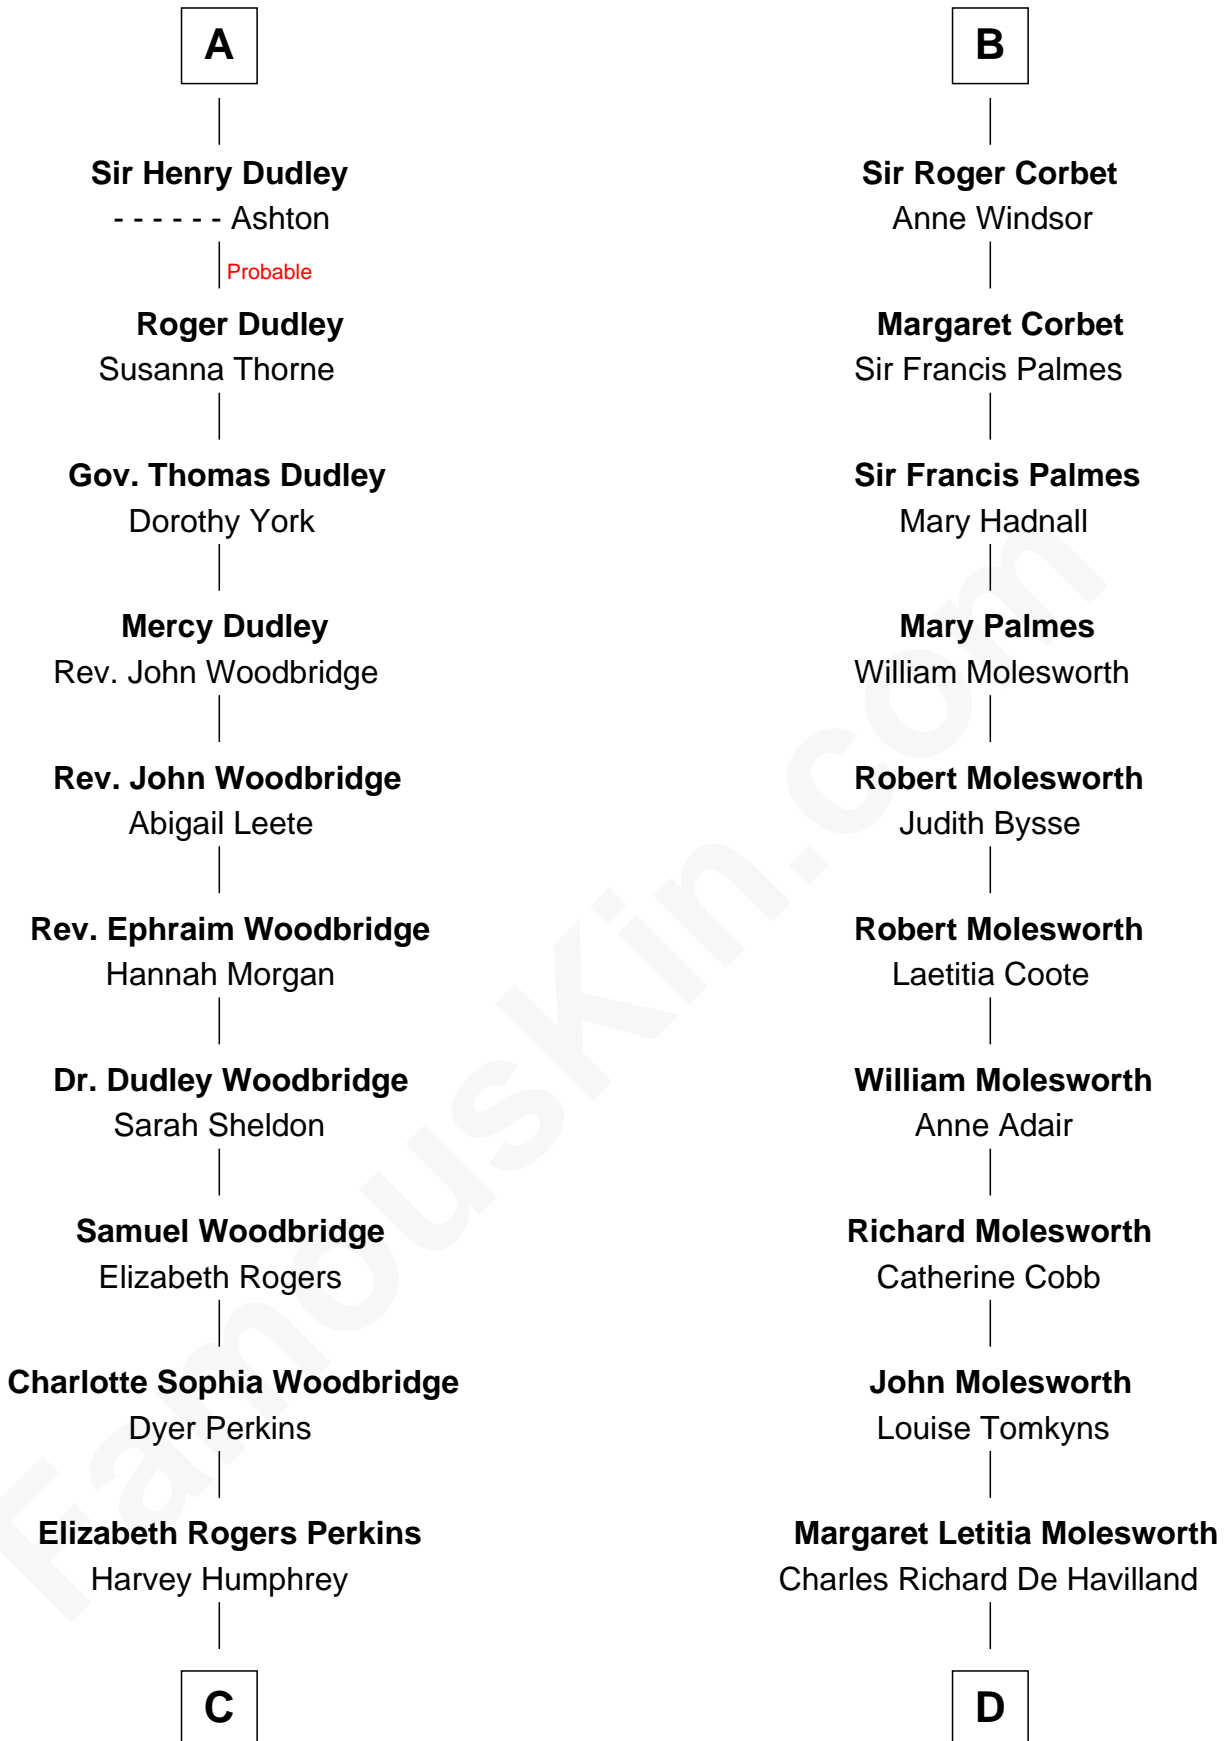 A
Sir Henry Dudley
- - - - - - Ashton
Probable
Roger Dudley
Susanna Thorne
Gov. Thomas Dudley
Dorothy York
Mercy Dudley
Rev. John Woodbridge
Rev. John Woodbridge
Abigail Leete
Rev. Ephraim Woodbridge
Hannah Morgan
Dr. Dudley Woodbridge
Sarah Sheldon
Samuel Woodbridge
Elizabeth Rogers
Charlotte Sophia Woodbridge
Dyer Perkins
Elizabeth Rogers Perkins
Harvey Humphrey
C
B
Sir Roger Corbet
Anne Windsor
Margaret Corbet
Sir Francis Palmes
Sir Francis Palmes
Mary Hadnall
Mary Palmes
William Molesworth
Robert Molesworth
Judith Bysse
Robert Molesworth
Laetitia Coote
William Molesworth
Anne Adair
Richard Molesworth
Catherine Cobb
John Molesworth
Louise Tomkyns
Margaret Letitia Molesworth
Charles Richard De Havilland
D
FamousKin.com